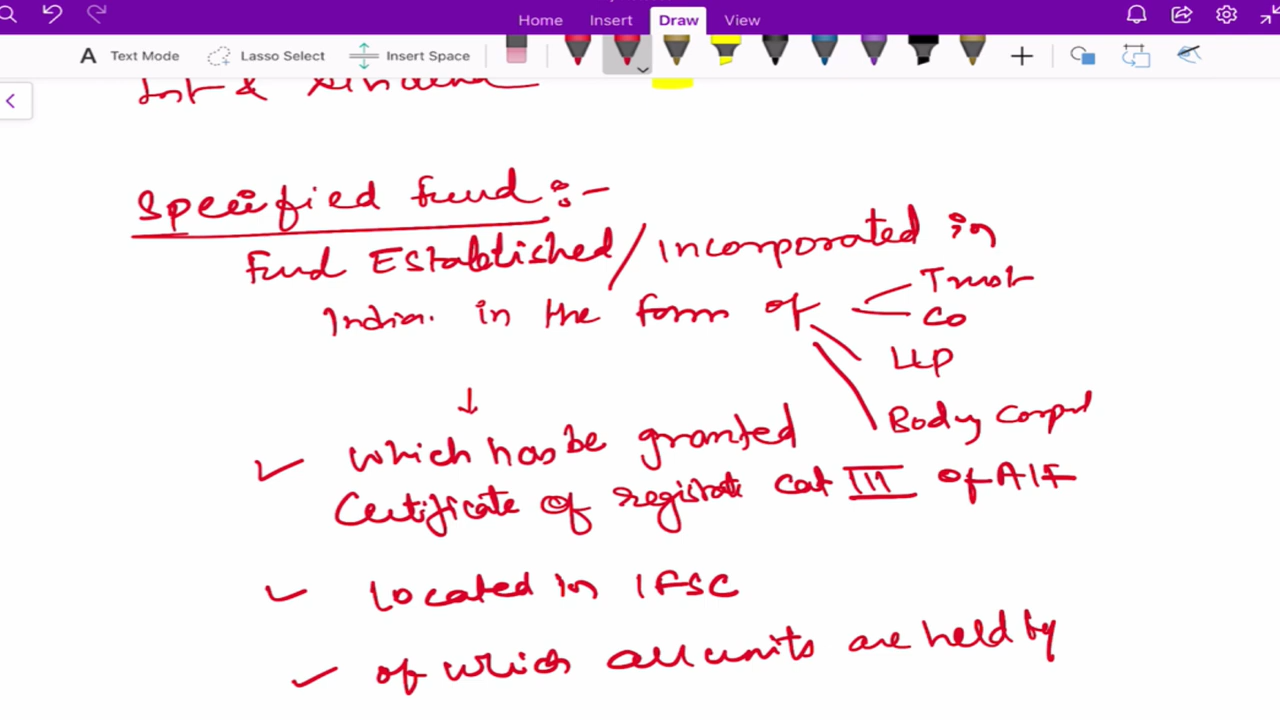 Home Insert Draw View
A Text Mode Lasso Select Insert Space
Int &
Specified Fund :-
Fund Established/Incorporated in
India. in the form of
Trust
Co
LLP
Body Corporat
↓
✓ which has be granted
Certificate of registrati cat III of AIF
✓ Located in IFSC
✓ of which all units are held by